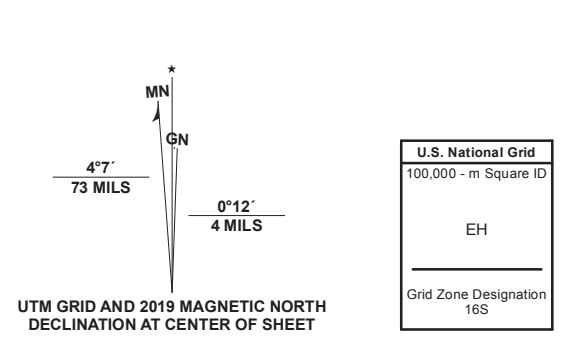 ★
MN
GN
4°7´
73 MILS
0°12´
4 MILS
UTM GRID AND 2019 MAGNETIC NORTH
DECLINATION AT CENTER OF SHEET
U.S. National Grid
100,000 - m Square ID
EH
Grid Zone Designation
16S